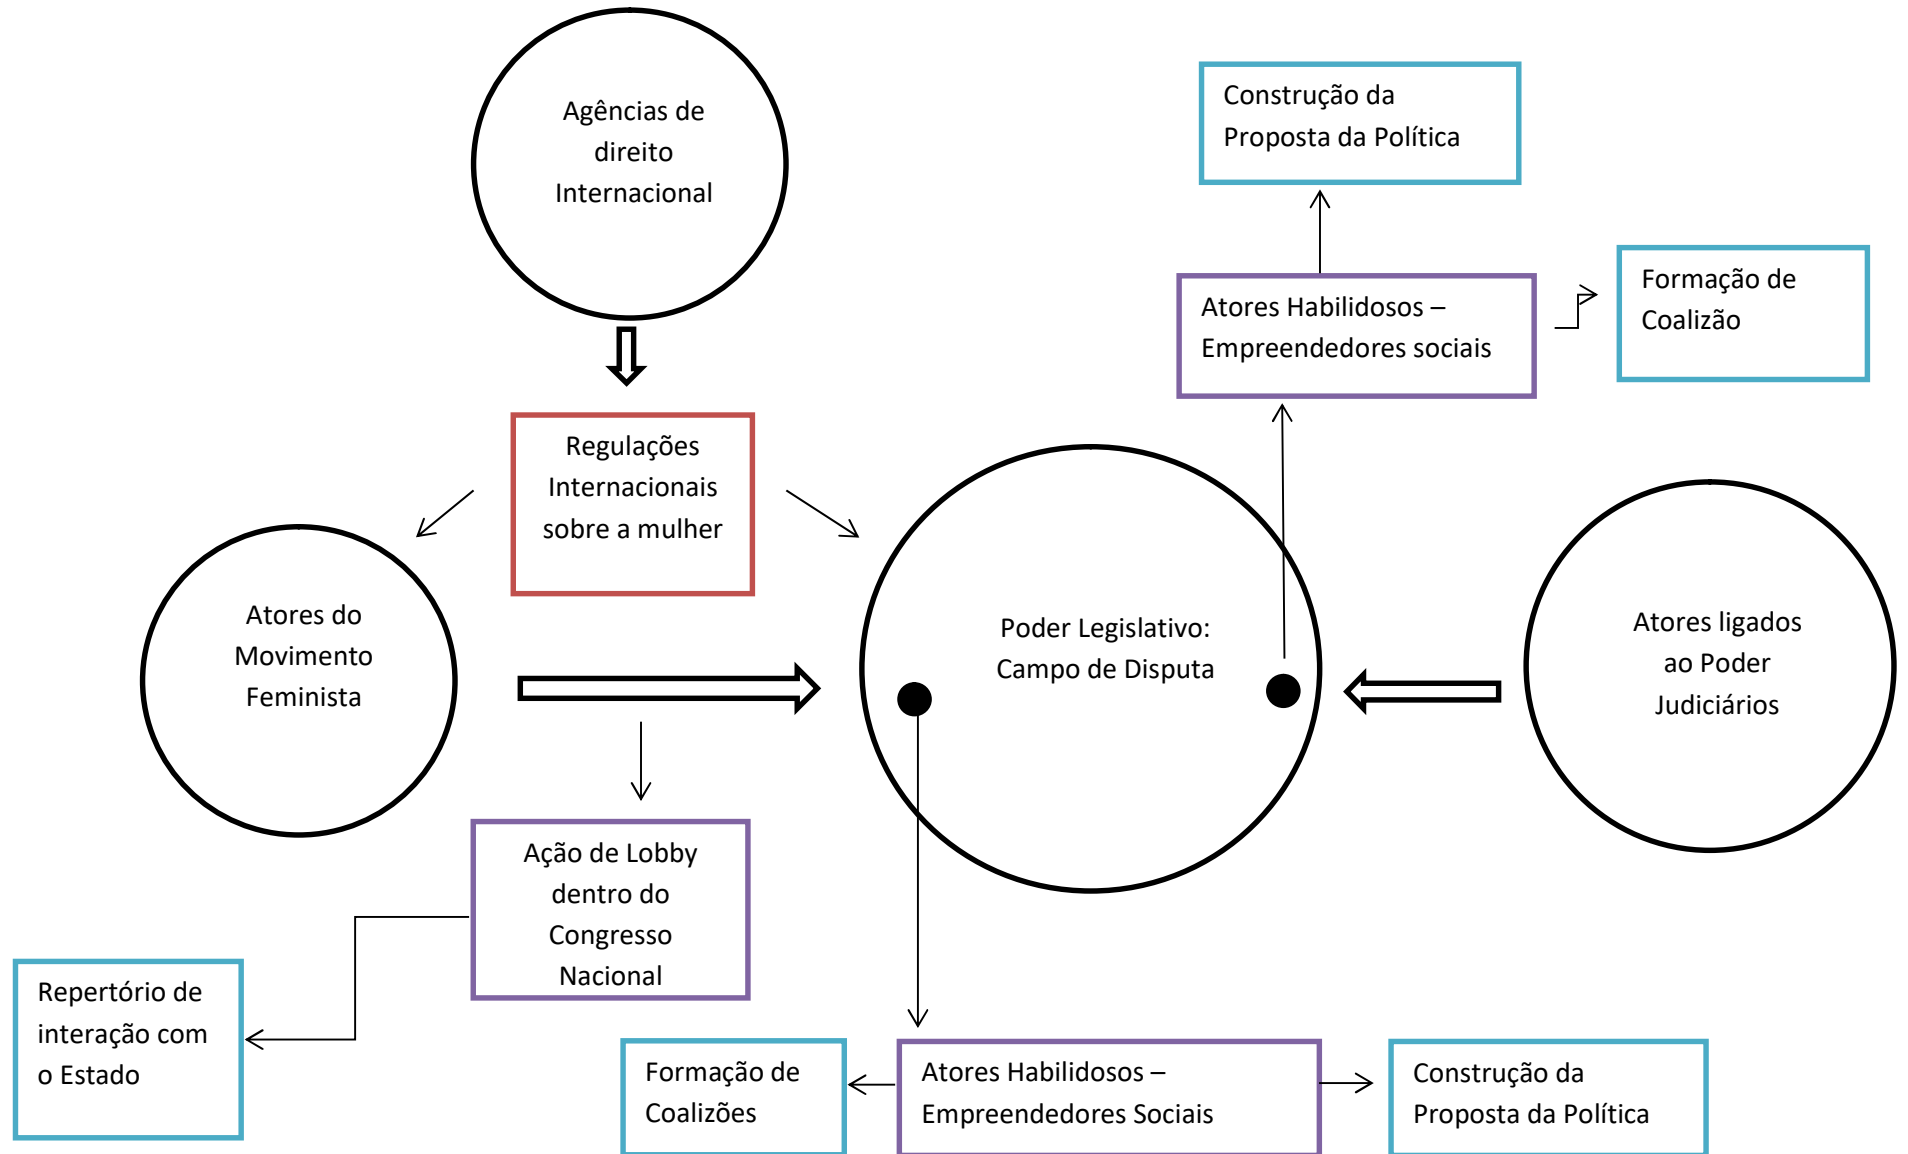 Agências de
direito
Internacional
Construção da
Proposta da Política
Formação de
Coalizão
Atores Habilidosos –
Empreendedores sociais
Regulações
Internacionais
sobre a mulher
Atores do
Movimento
Feminista
Poder Legislativo:
Campo de Disputa
Atores ligados
ao Poder
Judiciários
Ação de Lobby
dentro do
Congresso
Nacional
Repertório de
interação com
o Estado
Formação de
Coalizões
Atores Habilidosos –
Empreendedores Sociais
Construção da
Proposta da Política